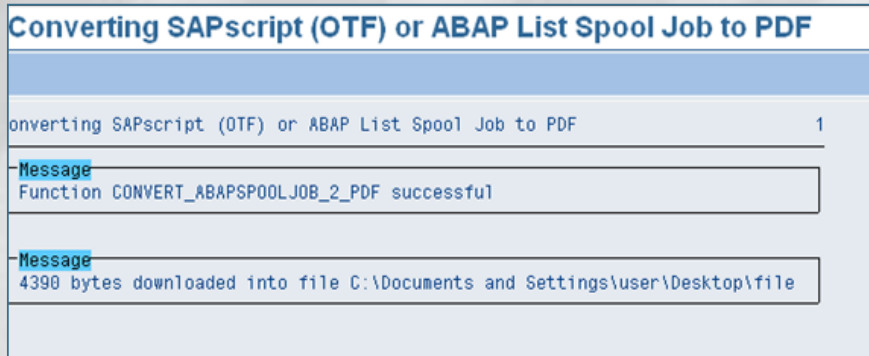 Converting SAPscript (OTF) or ABAP List Spool Job to PDF
onverting SAPscript (OTF) or ABAP List Spool Job to PDF 1
Message
Function CONVERT_ABAPSPOOLJOB_2_PDF successful
Message
4390 bytes downloaded into file C:\Documents and Settings\user\Desktop\file